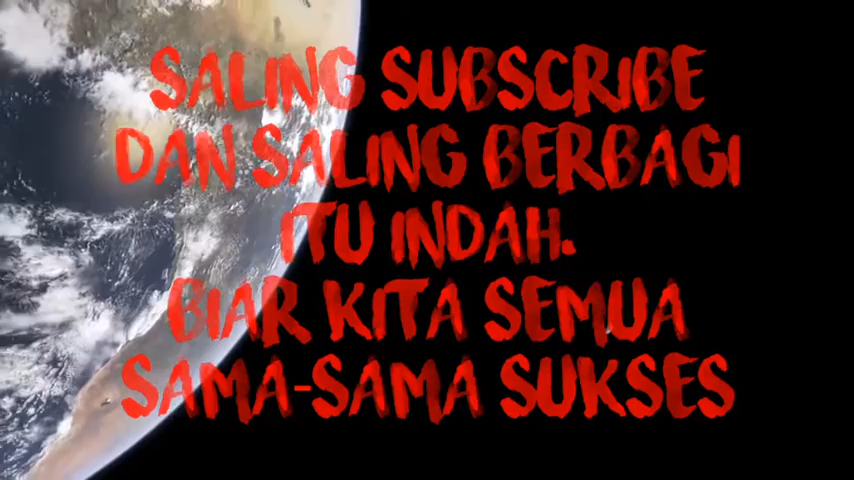 SALING SUBSCRIBE
DAN SALING BERBAGI
ITU INDAH.
BIAR KITA SEMUA
SAMA-SAMA SUKSES